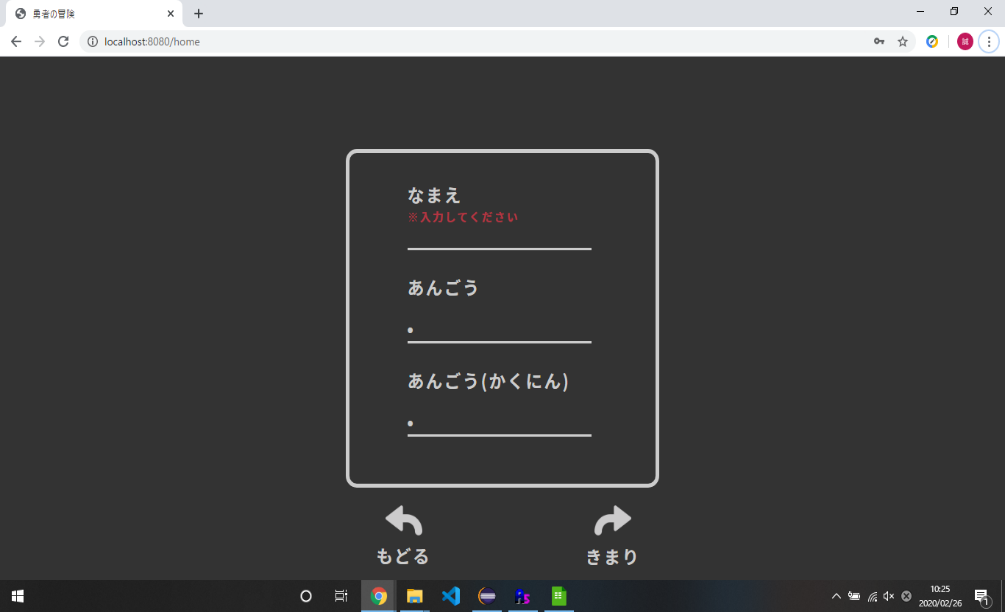 勇者の冒険
localhost:8080/home
なまえ
※入力してください
あんごう
あんごう(かくにん)
もどる
きまり
10:25
2020/02/26
1